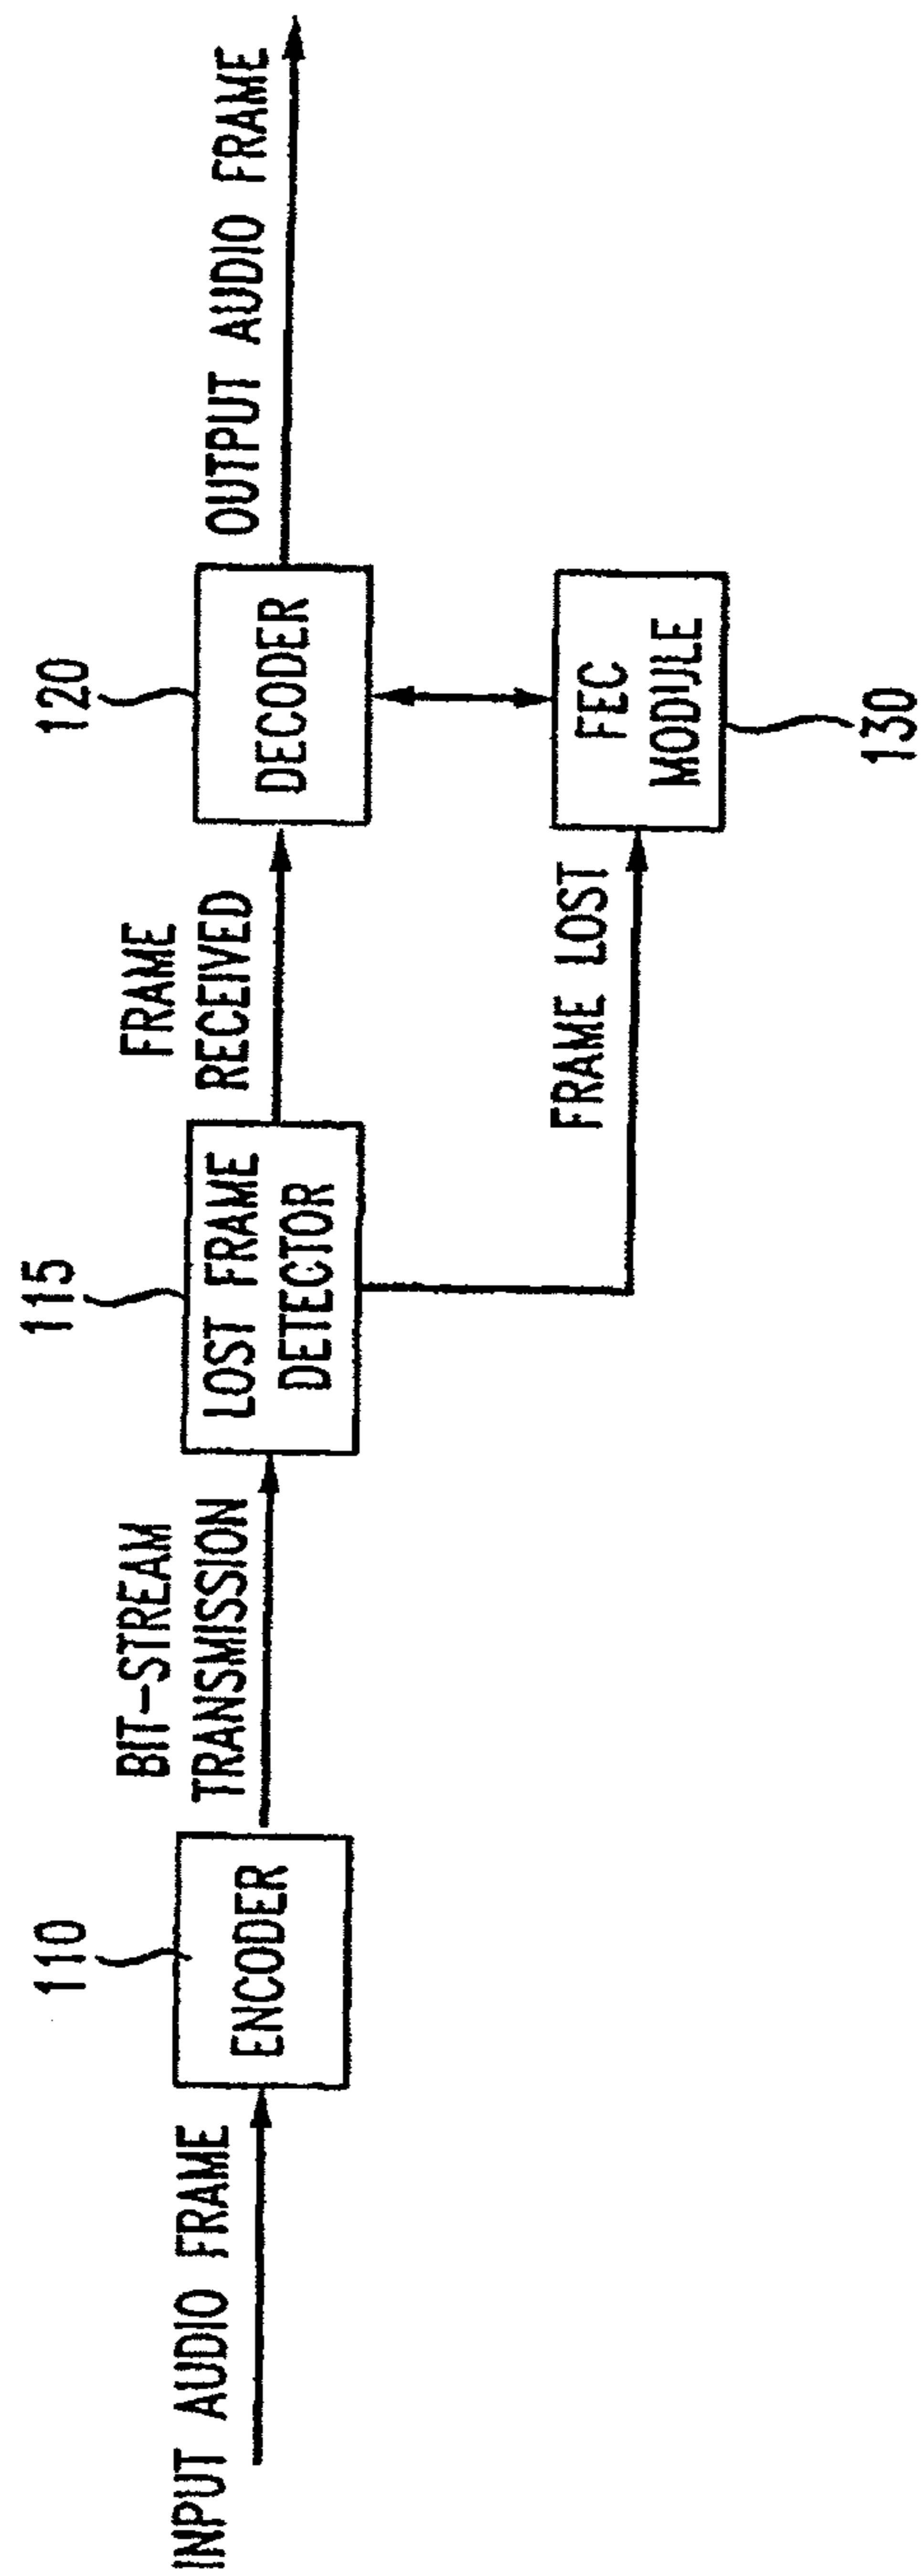 INPUT AUDIO FRAME
110
ENCODER
BIT-STREAM
TRANSMISSION
115
LOST FRAME
DETECTOR
FRAME
RECEIVED
FRAME LOST
120
DECODER
FEC
MODULE
130
OUTPUT AUDIO FRAME